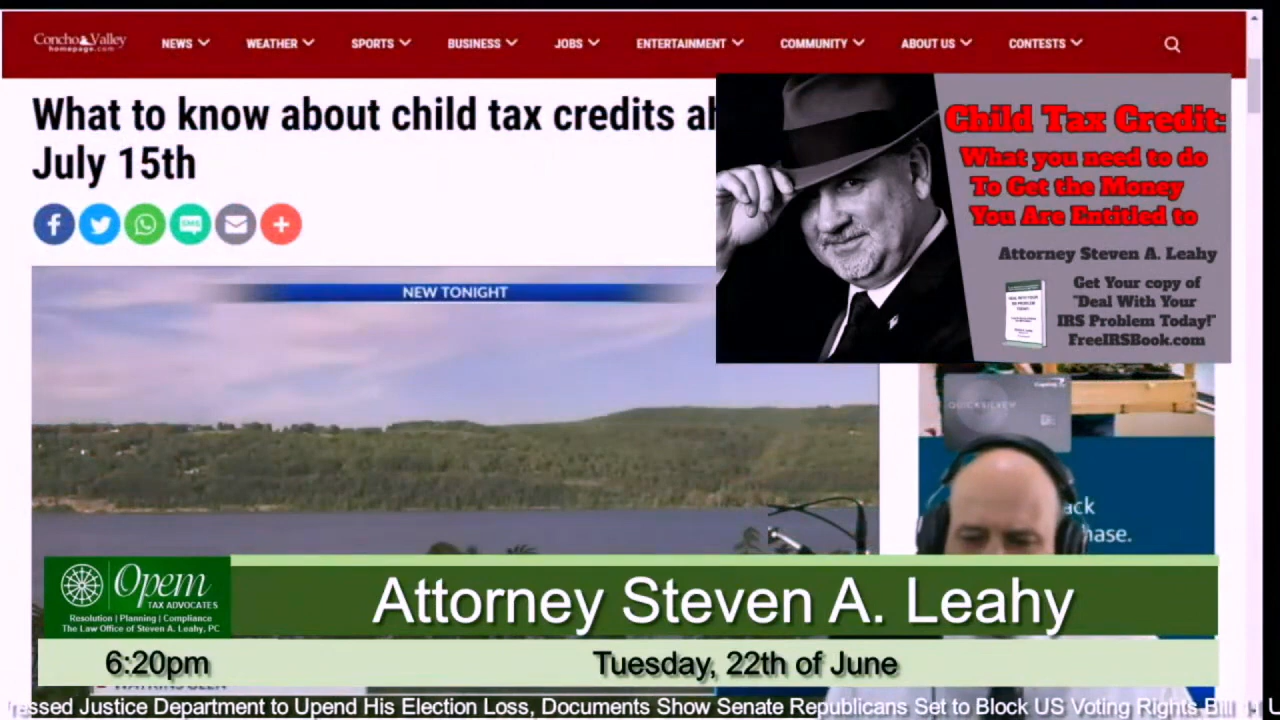 Concho Valley
homepage.com
NEWS WEATHER SPORTS BUSINESS JOBS ENTERTAINMENT COMMUNITY ABOUT US CONTESTS
What to know about child tax credits
July 15th
SMS
NEW TONIGHT
Child Tax Credit:
What you need to do
To Get the Money
You Are Entitled to
Attorney Steven A. Leahy
Get Your copy of
"Deal With Your
IRS Problem Today!"
FreeIRSBook.com
QUICKSILVER
Opem
TAX ADVOCATES
Resolution | Planning | Compliance
The Law Office of Steven A. Leahy, PC
Attorney Steven A. Leahy
6:20pm
Tuesday, 22th of June
Justice Department to Upend His Election Loss, Documents Show Senate Republicans Set to Block US Voting Rights Bill